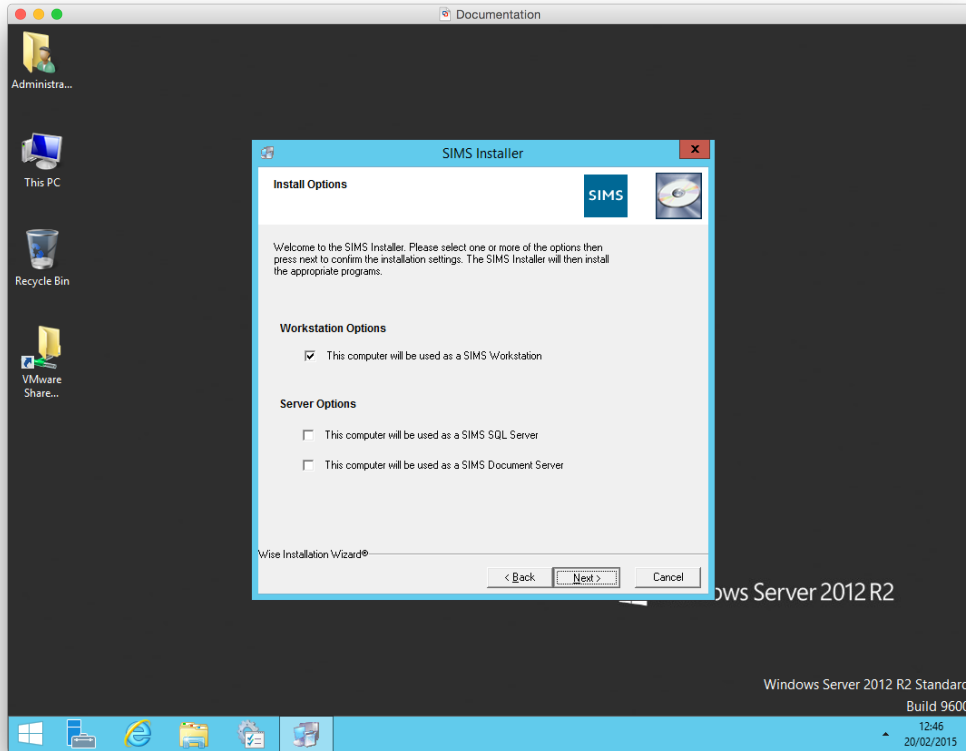 Documentation
Administra...
This PC
Recycle Bin
VMware
Share...
SIMS Installer
x
Install Options
SIMS
Welcome to the SIMS Installer. Please select one or more of the options then
press next to confirm the installation settings. The SIMS Installer will then install
the appropriate programs.
Workstation Options
This computer will be used as a SIMS Workstation
Server Options
This computer will be used as a SIMS SQL Server
This computer will be used as a SIMS Document Server
Wise Installation Wizard®
< Back
Next >
Cancel
ows Server 2012 R2
Windows Server 2012 R2 Standard
Build 9600
12:46
20/02/2015